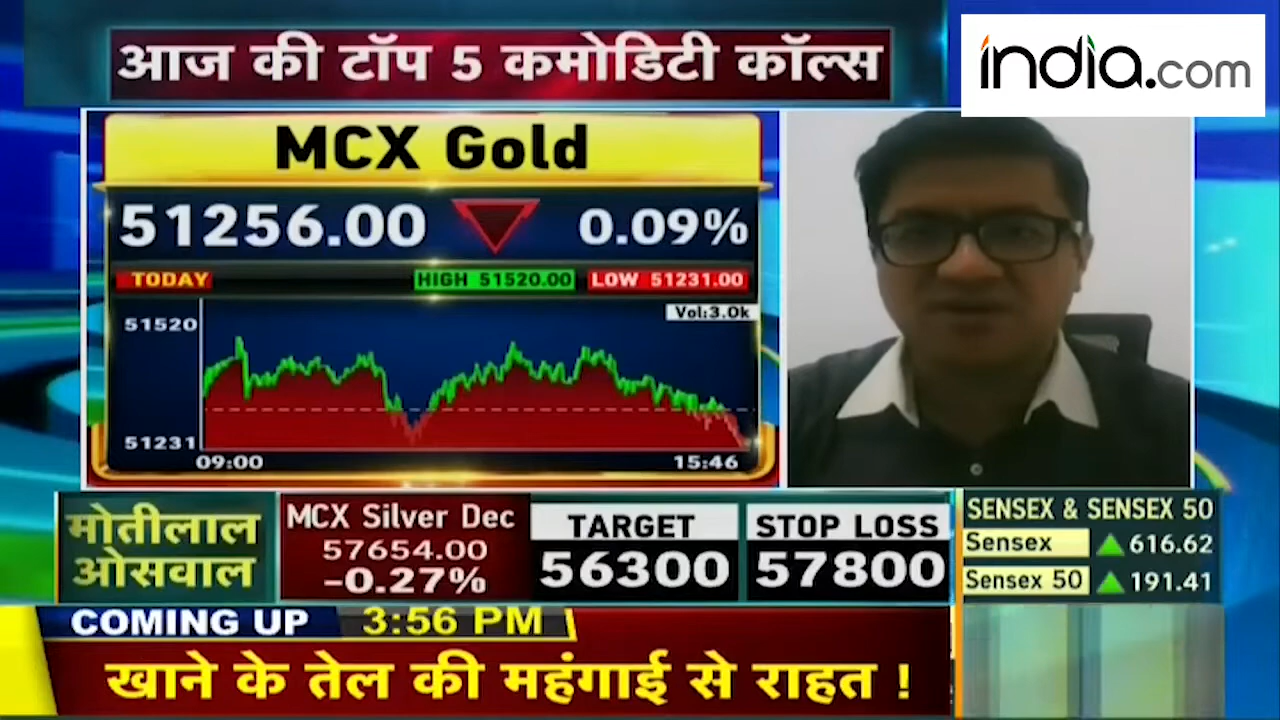 आज की टॉप 5 कमोडिटी कॉल्स
india.com
MCX Gold
51256.00 0.09%
TODAY HIGH 51520.00 LOW 51231.00
Vol:3.0k
51520
51231
09:00 15:46
मोतीलाल
ओसवाल
MCX Silver Dec
57654.00
-0.27%
TARGET
56300
STOP LOSS
57800
SENSEX & SENSEX 50
Sensex 616.62
Sensex 50 191.41
COMING UP 3:56 PM
खाने के तेल की महंगाई से राहत !